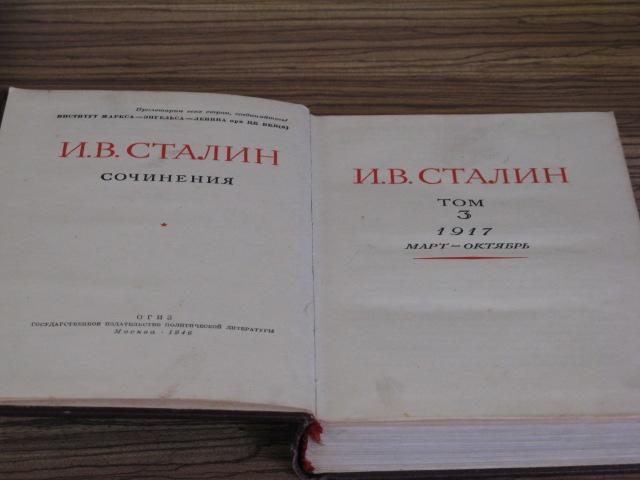 Пролетарии всех стран, соединяйтесь!
ИНСТИТУТ МАРКСА—ЭНГЕЛЬСА—ЛЕНИНА при ЦК ВКП(б)
И.В. СТАЛИН
СОЧИНЕНИЯ
ОГИЗ
ГОСУДАРСТВЕННОЕ ИЗДАТЕЛЬСТВО ПОЛИТИЧЕСКОЙ ЛИТЕРАТУРЫ
Москва · 1946
И.В. СТАЛИН
ТОМ
3
1917
МАРТ—ОКТЯБРЬ